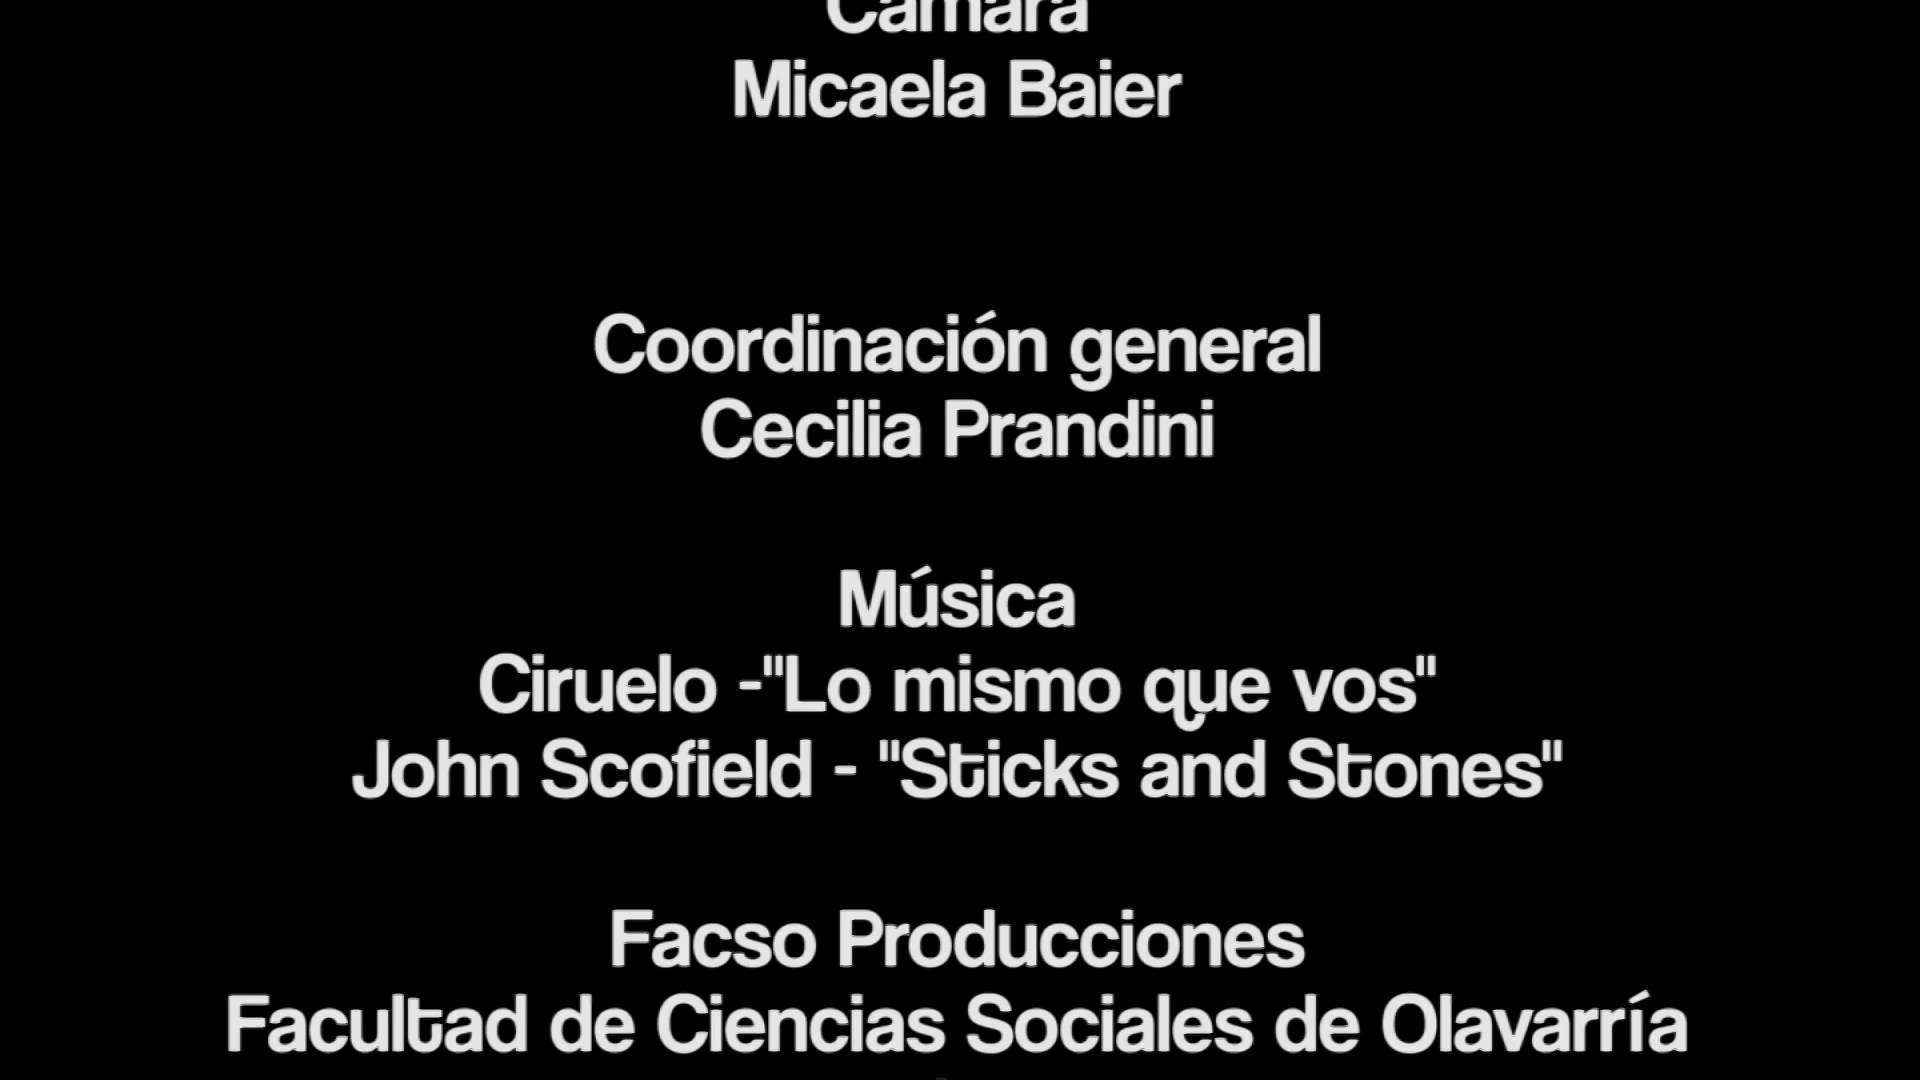 Cámara
Micaela Baier
Coordinación general
Cecilia Prandini
Música
Ciruelo -"Lo mismo que vos"
John Scofield - "Sticks and Stones"
Facso Producciones
Facultad de Ciencias Sociales de Olavarría